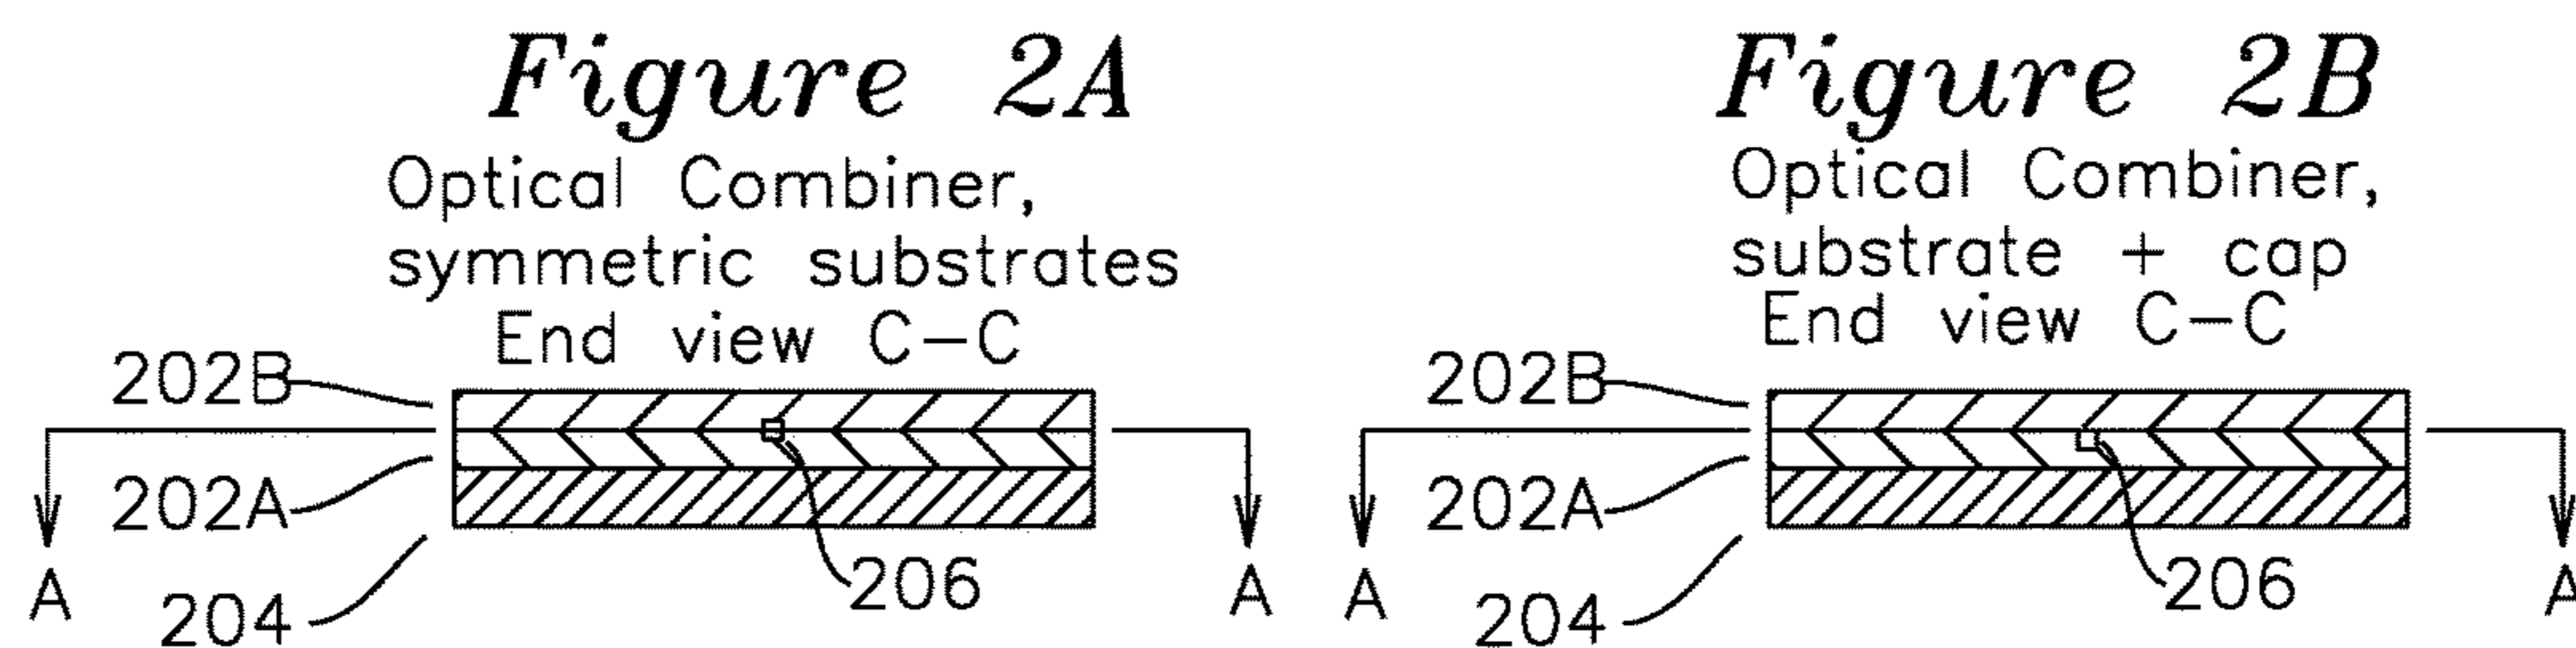 Figure 2A
Optical Combiner,
symmetric substrates
End view C-C
202B
202A
204
206
A
A
Figure 2B
Optical Combiner,
substrate + cap
End view C-C
202B
202A
204
206
A
A